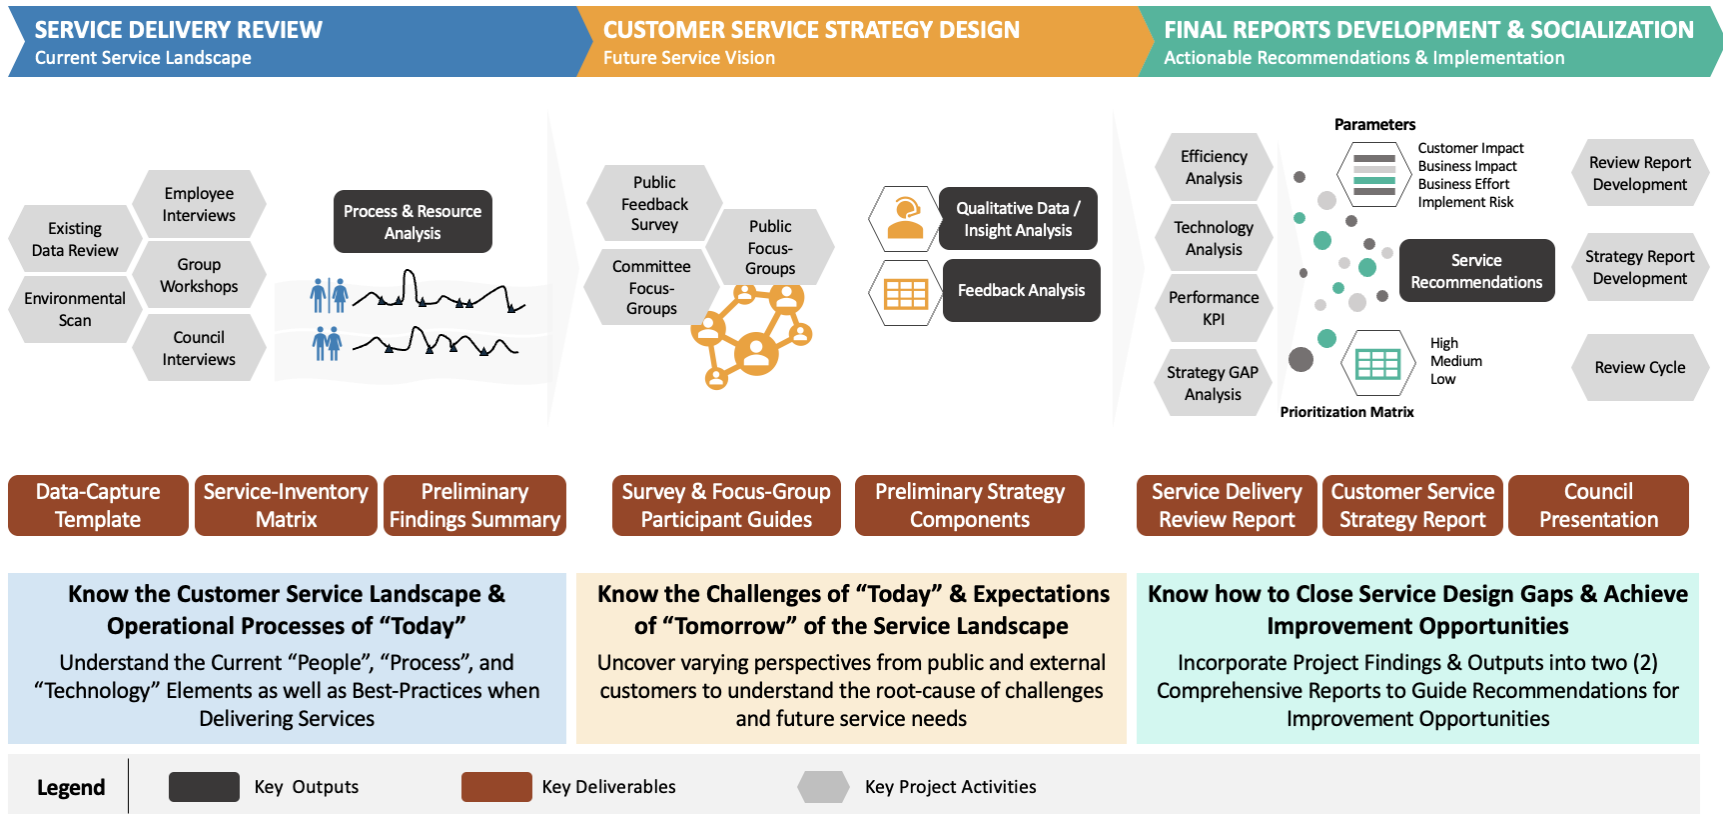 SERVICE DELIVERY REVIEW
Current Service Landscape
CUSTOMER SERVICE STRATEGY DESIGN
Future Service Vision
FINAL REPORTS DEVELOPMENT & SOCIALIZATION
Actionable Recommendations & Implementation
Existing
Data Review
Environmental
Scan
Employee
Interviews
Group
Workshops
Council
Interviews
Process & Resource
Analysis
Public
Feedback
Survey
Committee
Focus-
Groups
Public
Focus-
Groups
Qualitative Data /
Insight Analysis
Feedback Analysis
Efficiency
Analysis
Technology
Analysis
Performance
KPI
Strategy GAP
Analysis
Parameters
Customer Impact
Business Impact
Business Effort
Implement Risk
Service
Recommendations
High
Medium
Low
Prioritization Matrix
Review Report
Development
Strategy Report
Development
Review Cycle
Data-Capture
Template
Service-Inventory
Matrix
Preliminary
Findings Summary
Survey & Focus-Group
Participant Guides
Preliminary Strategy
Components
Service Delivery
Review Report
Customer Service
Strategy Report
Council
Presentation
Know the Customer Service Landscape &
Operational Processes of “Today”
Understand the Current “People”, “Process”, and
“Technology” Elements as well as Best-Practices when
Delivering Services
Know the Challenges of “Today” & Expectations
of “Tomorrow” of the Service Landscape
Uncover varying perspectives from public and external
customers to understand the root-cause of challenges
and future service needs
Know how to Close Service Design Gaps & Achieve
Improvement Opportunities
Incorporate Project Findings & Outputs into two (2)
Comprehensive Reports to Guide Recommendations for
Improvement Opportunities
Legend
Key Outputs
Key Deliverables
Key Project Activities